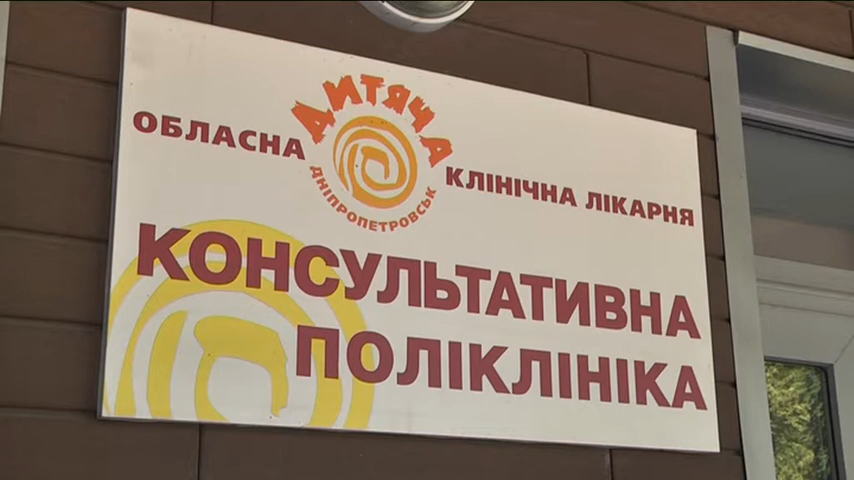 ОБЛАСНА ДИТЯЧА КЛІНІЧНА ЛІКАРНЯ
ДНІПРОПЕТРОВСЬК
КОНСУЛЬТАТИВНА
ПОЛІКЛІНІКА